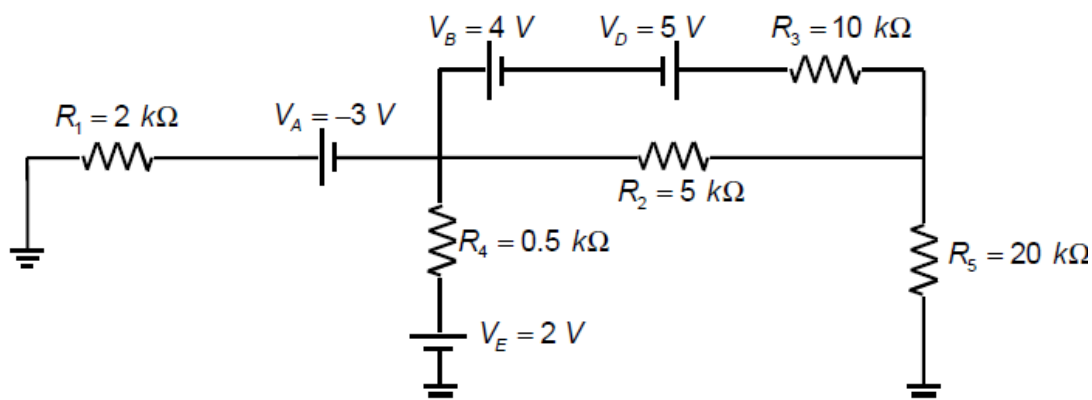 V_B = 4 V
V_D = 5 V
R_3 = 10 kΩ
R_1 = 2 kΩ
V_A = −3 V
R_2 = 5 kΩ
R_4 = 0.5 kΩ
R_5 = 20 kΩ
V_E = 2 V